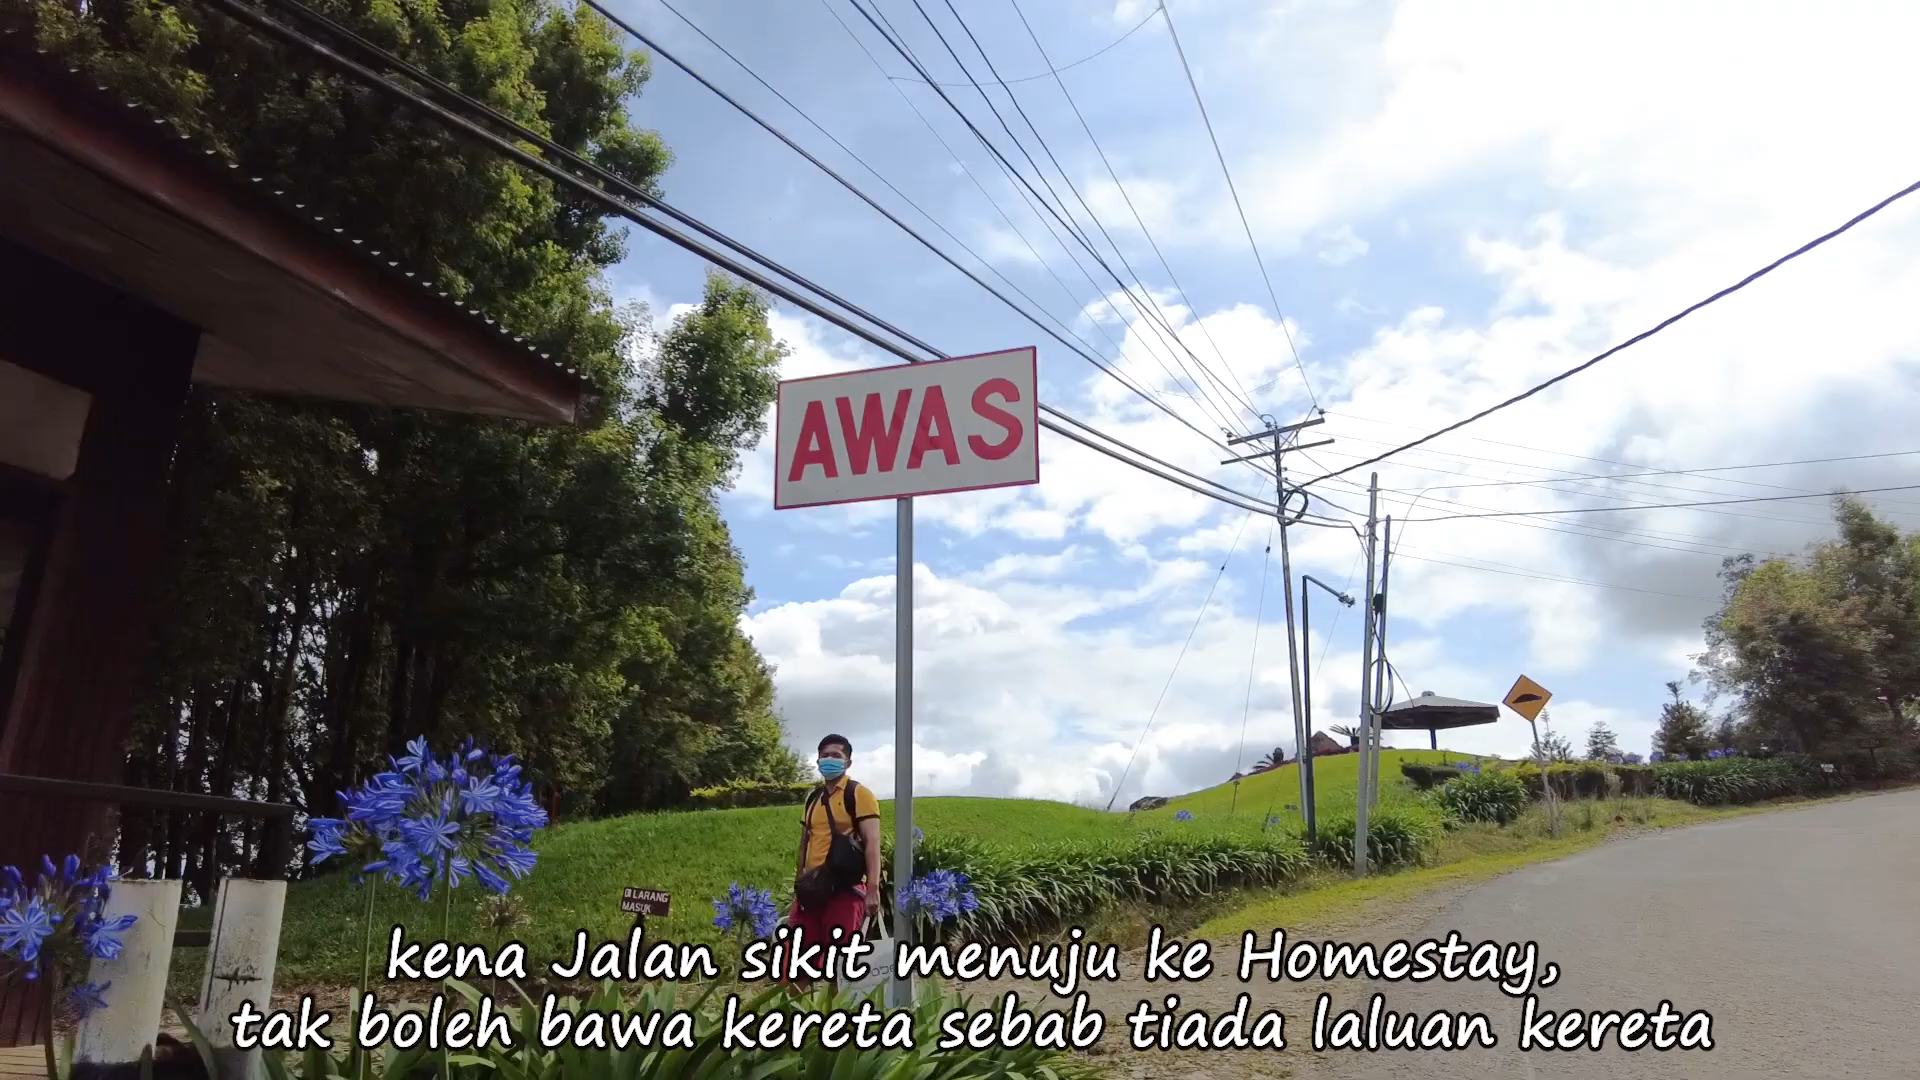 AWAS
DILARANG
MASUK
kena Jalan sikit menuju ke Homestay,
tak boleh bawa kereta sebab tiada laluan kereta